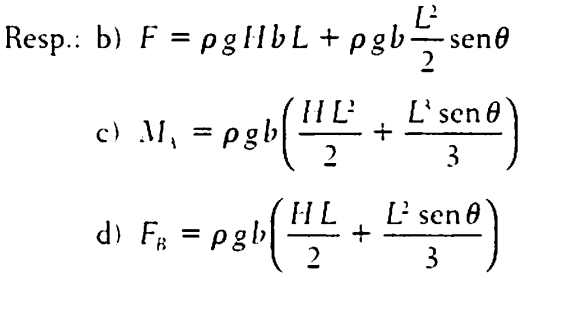 Resp.: b) F = ρgHbL + ρgb L²/2 senθ
c) M_A = ρgb( HL²/2 + L³ senθ/3 )
d) F_B = ρgb( HL/2 + L² senθ/3 )